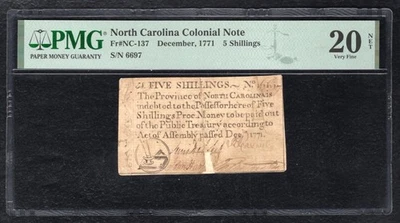 PMG
PAPER MONEY GUARANTY
North Carolina Colonial Note
Fr#NC-137 December, 1771 5 Shillings
S/N 6697
20 NET
Very Fine
FIVE SHILLINGS. No.
The Province of NORTH CAROLINA is
indebted to the Possessor hereof Five
Shillings Proc. Money to be paid out
of the Public Treasury according to
Act of Assembly passed Decr. 1771.